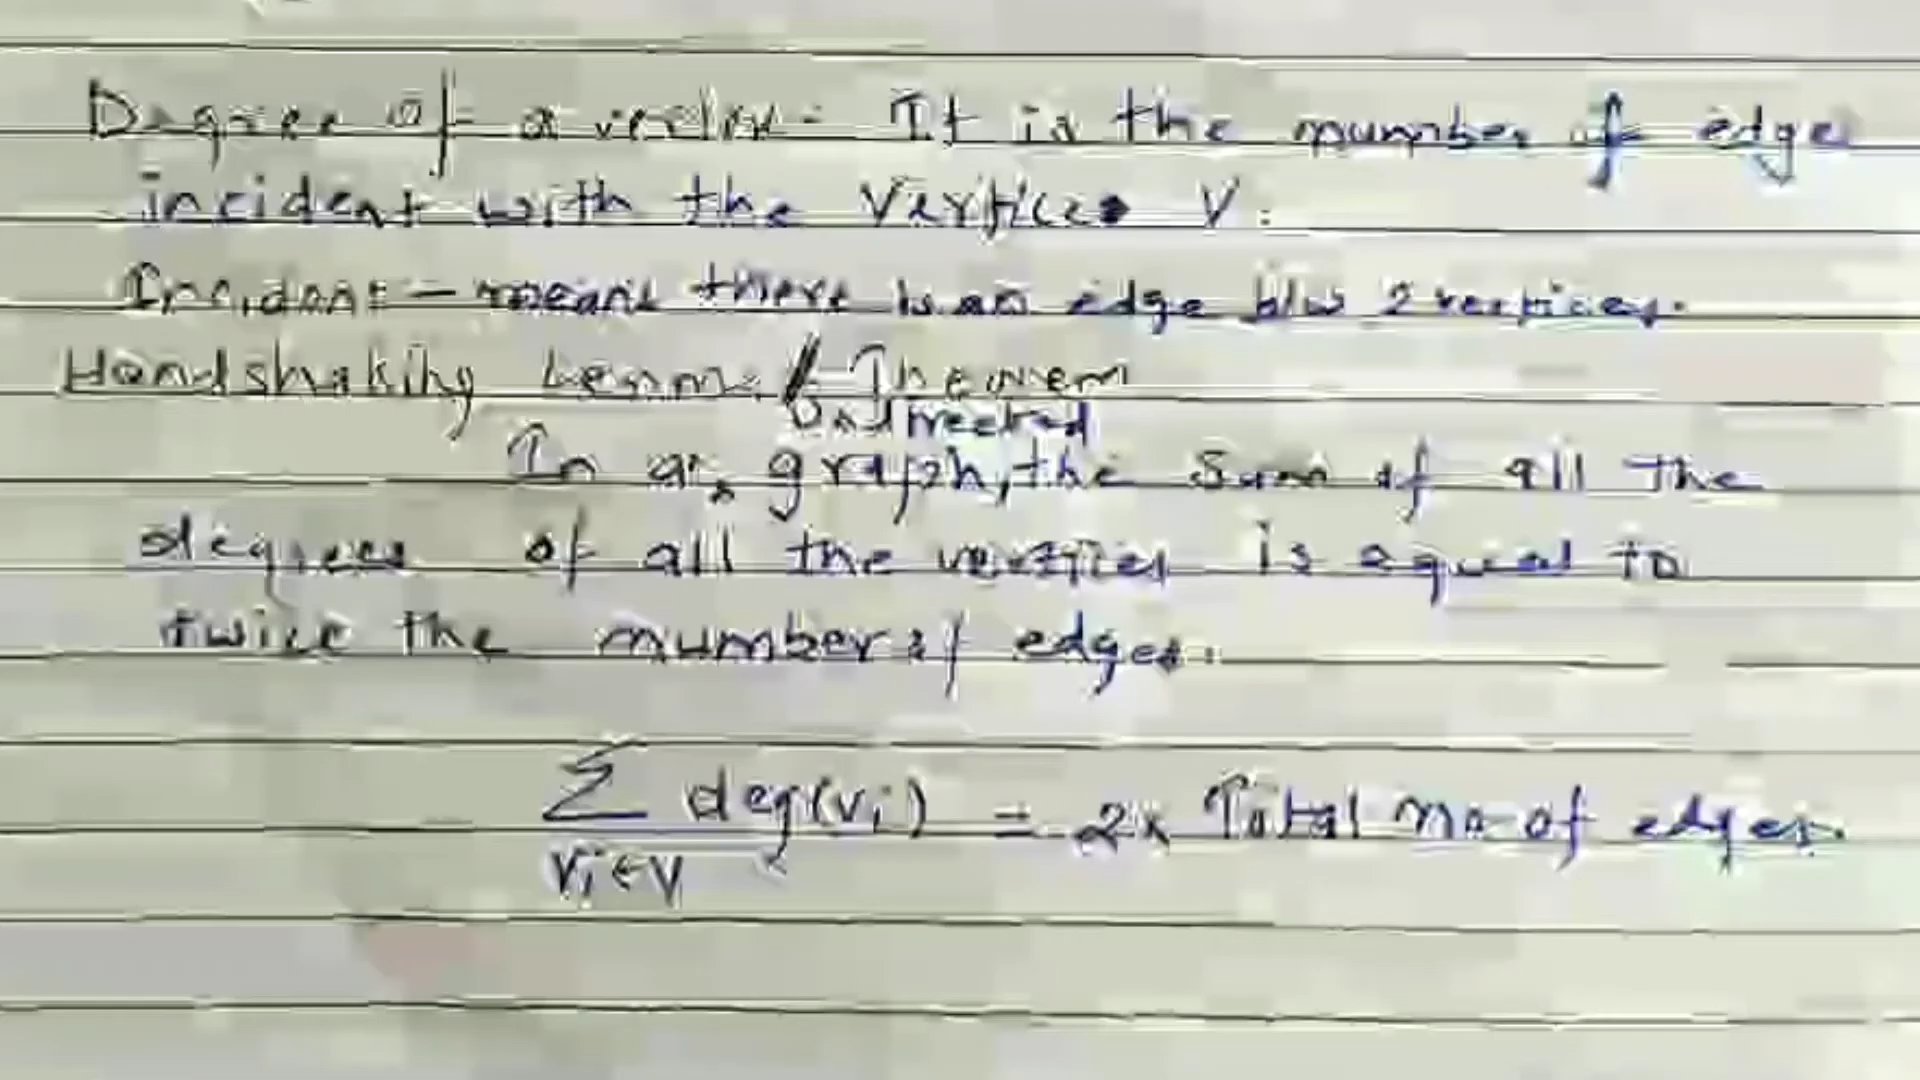 Degree of a vertex:- It is the number of edges
incident with the Vertices V.
Incident - means there is an edge b/w 2 vertices.
Handshaking Lemma / Theorem
Undirected
In an graph, the sum of all the
degrees of all the vertices is equal to
twice the number of edges.
∑ deg(vi) = 2x Total no of edges.
Vi∈V